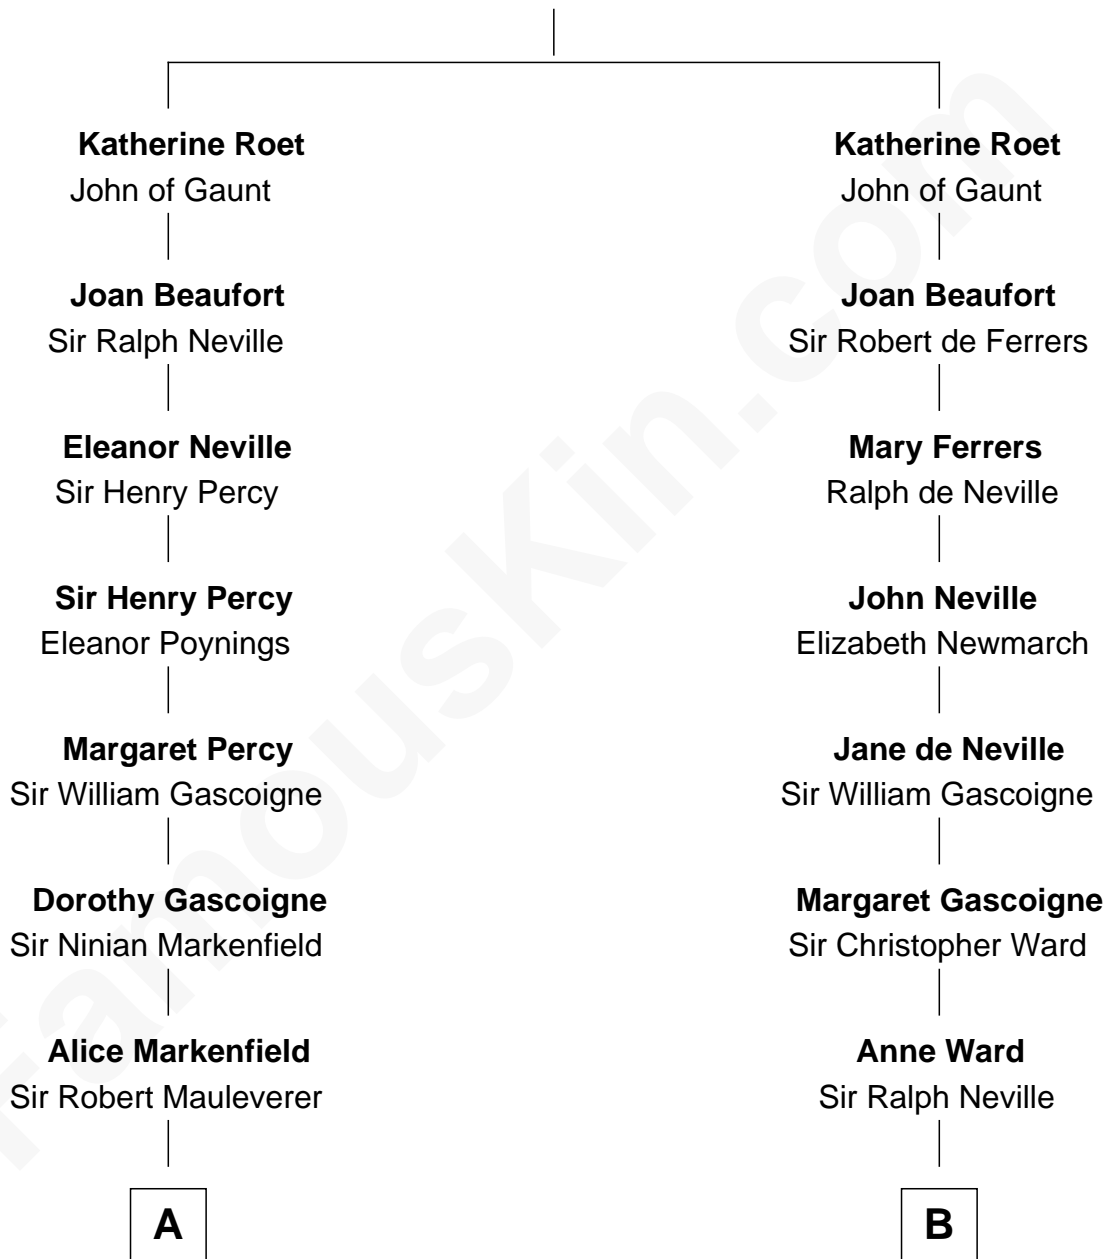 Katherine Roet
John of Gaunt
Joan Beaufort
Sir Ralph Neville
Eleanor Neville
Sir Henry Percy
Sir Henry Percy
Eleanor Poynings
Margaret Percy
Sir William Gascoigne
Dorothy Gascoigne
Sir Ninian Markenfield
Alice Markenfield
Sir Robert Mauleverer
A
Katherine Roet
John of Gaunt
Joan Beaufort
Sir Robert de Ferrers
Mary Ferrers
Ralph de Neville
John Neville
Elizabeth Newmarch
Jane de Neville
Sir William Gascoigne
Margaret Gascoigne
Sir Christopher Ward
Anne Ward
Sir Ralph Neville
B
FamousKin.com